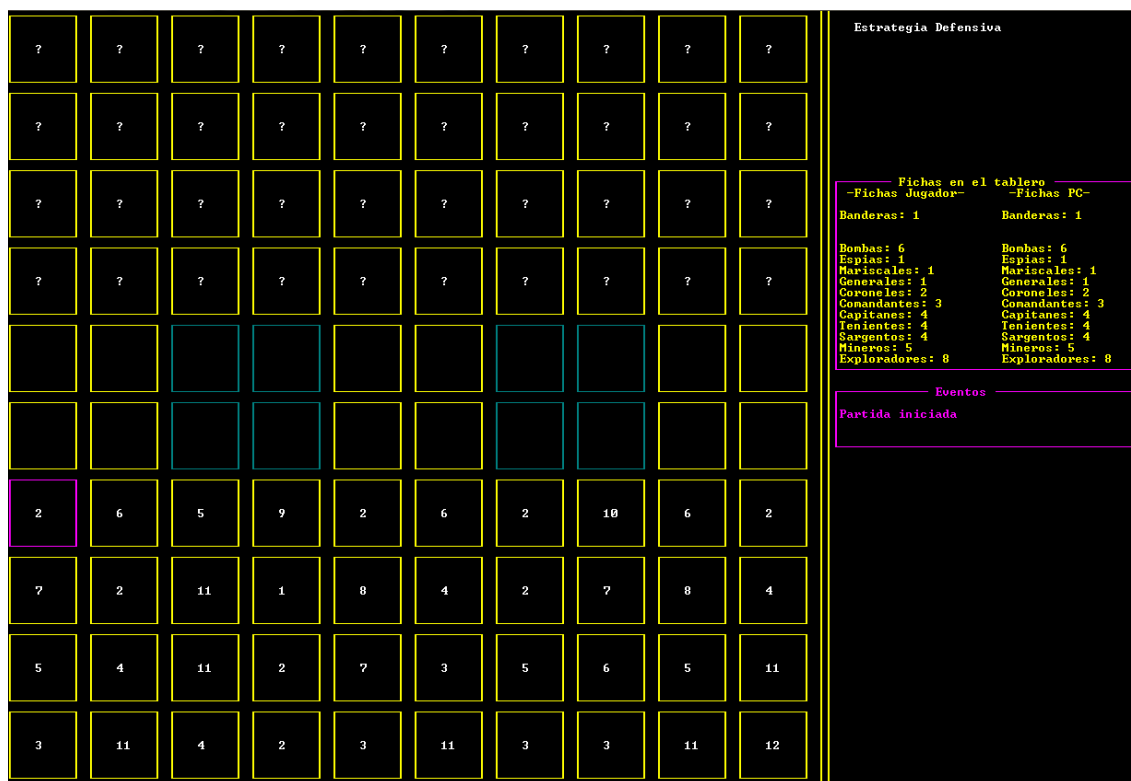 Estrategia Defensiva
? ? ? ? ? ? ? ? ? ?
? ? ? ? ? ? ? ? ? ?
? ? ? ? ? ? ? ? ? ?
? ? ? ? ? ? ? ? ? ?
2 6 5 9 2 6 2 10 6 2
7 2 11 1 8 4 2 7 8 4
5 4 11 2 7 3 5 6 5 11
3 11 4 2 3 11 3 3 11 12
Fichas en el tablero
-Fichas Jugador- -Fichas PC-
Banderas: 1 Banderas: 1
Bombas: 6 Bombas: 6
Espias: 1 Espias: 1
Mariscales: 1 Mariscales: 1
Generales: 1 Generales: 1
Coroneles: 2 Coroneles: 2
Comandantes: 3 Comandantes: 3
Capitanes: 4 Capitanes: 4
Tenientes: 4 Tenientes: 4
Sargentos: 4 Sargentos: 4
Mineros: 5 Mineros: 5
Exploradores: 8 Exploradores: 8
Eventos
Partida iniciada